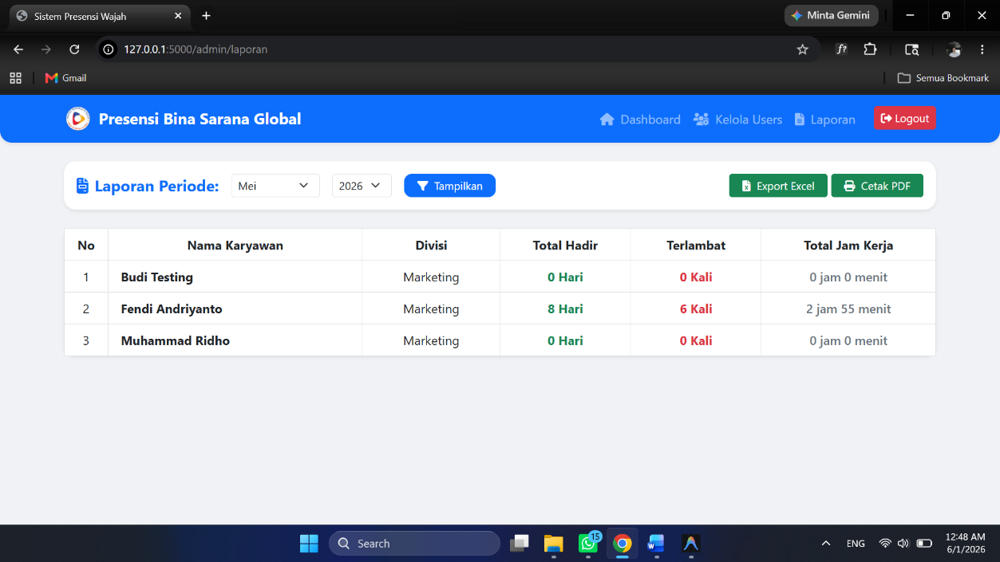 Sistem Presensi Wajah
Minta Gemini
127.0.0.1:5000/admin/laporan
f?
Gmail
Semua Bookmark
Presensi Bina Sarana Global
Dashboard
Kelola Users
Laporan
Logout
Laporan Periode:
Mei
2026
Tampilkan
Export Excel
Cetak PDF
No Nama Karyawan Divisi Total Hadir Terlambat Total Jam Kerja
1 Budi Testing Marketing 0 Hari 0 Kali 0 jam 0 menit
2 Fendi Andriyanto Marketing 8 Hari 6 Kali 2 jam 55 menit
3 Muhammad Ridho Marketing 0 Hari 0 Kali 0 jam 0 menit
Search
15
ENG
12:48 AM
6/1/2026